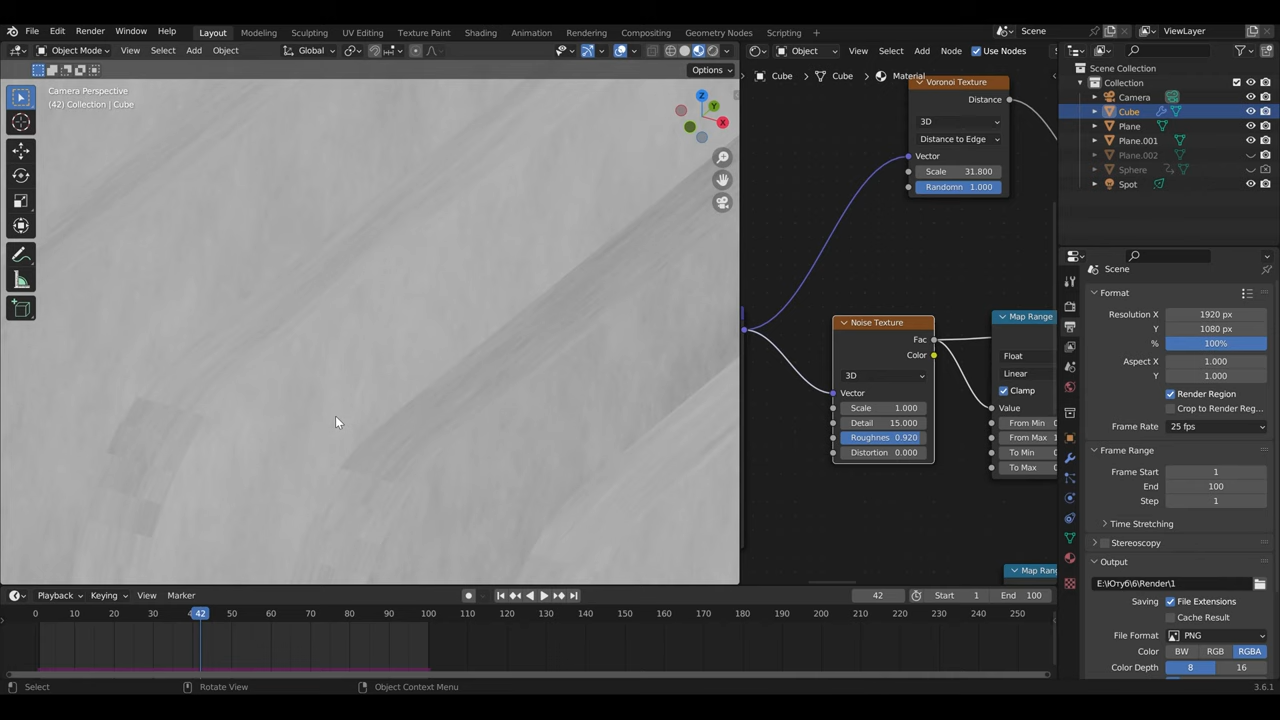 File Edit Render Window Help Layout Modeling Sculpting UV Editing Texture Paint Shading Animation Rendering Compositing Geometry Nodes Scripting + Scene ViewLayer
Object Mode View Select Add Object Global Object View Select Add Node Use Nodes
Options
Camera Perspective
(42) Collection | Cube
Z
Y
X
Cube Cube Material
Voronoi Texture
Distance
3D
Distance to Edge
Vector
Scale 31.800
Randomn 1.000
Noise Texture
Fac
Color
3D
Vector
Scale 1.000
Detail 15.000
Roughnes 0.920
Distortion 0.000
Map Range
Float
Linear
Clamp
Value
From Min
From Max
To Min
To Max
Map Rang
Scene Collection
Collection
Camera
Cube
Plane
Plane.001
Plane.002
Sphere
Spot
Scene
Format
Resolution X 1920 px
Y 1080 px
% 100%
Aspect X 1.000
Y 1.000
Render Region
Crop to Render Reg...
Frame Rate 25 fps
Frame Range
Frame Start 1
End 100
Step 1
Time Stretching
Stereoscopy
Output
E:\Ютуб\6\Render\1
Saving File Extensions
Cache Result
File Format PNG
Color BW RGB RGBA
Color Depth 8 16
Playback Keying View Marker 42 Start 1 End 100
0 10 20 30 42 50 60 70 80 90 100 110 120 130 140 150 160 170 180 190 200 210 220 230 240 250
Select Rotate View Object Context Menu 3.6.1